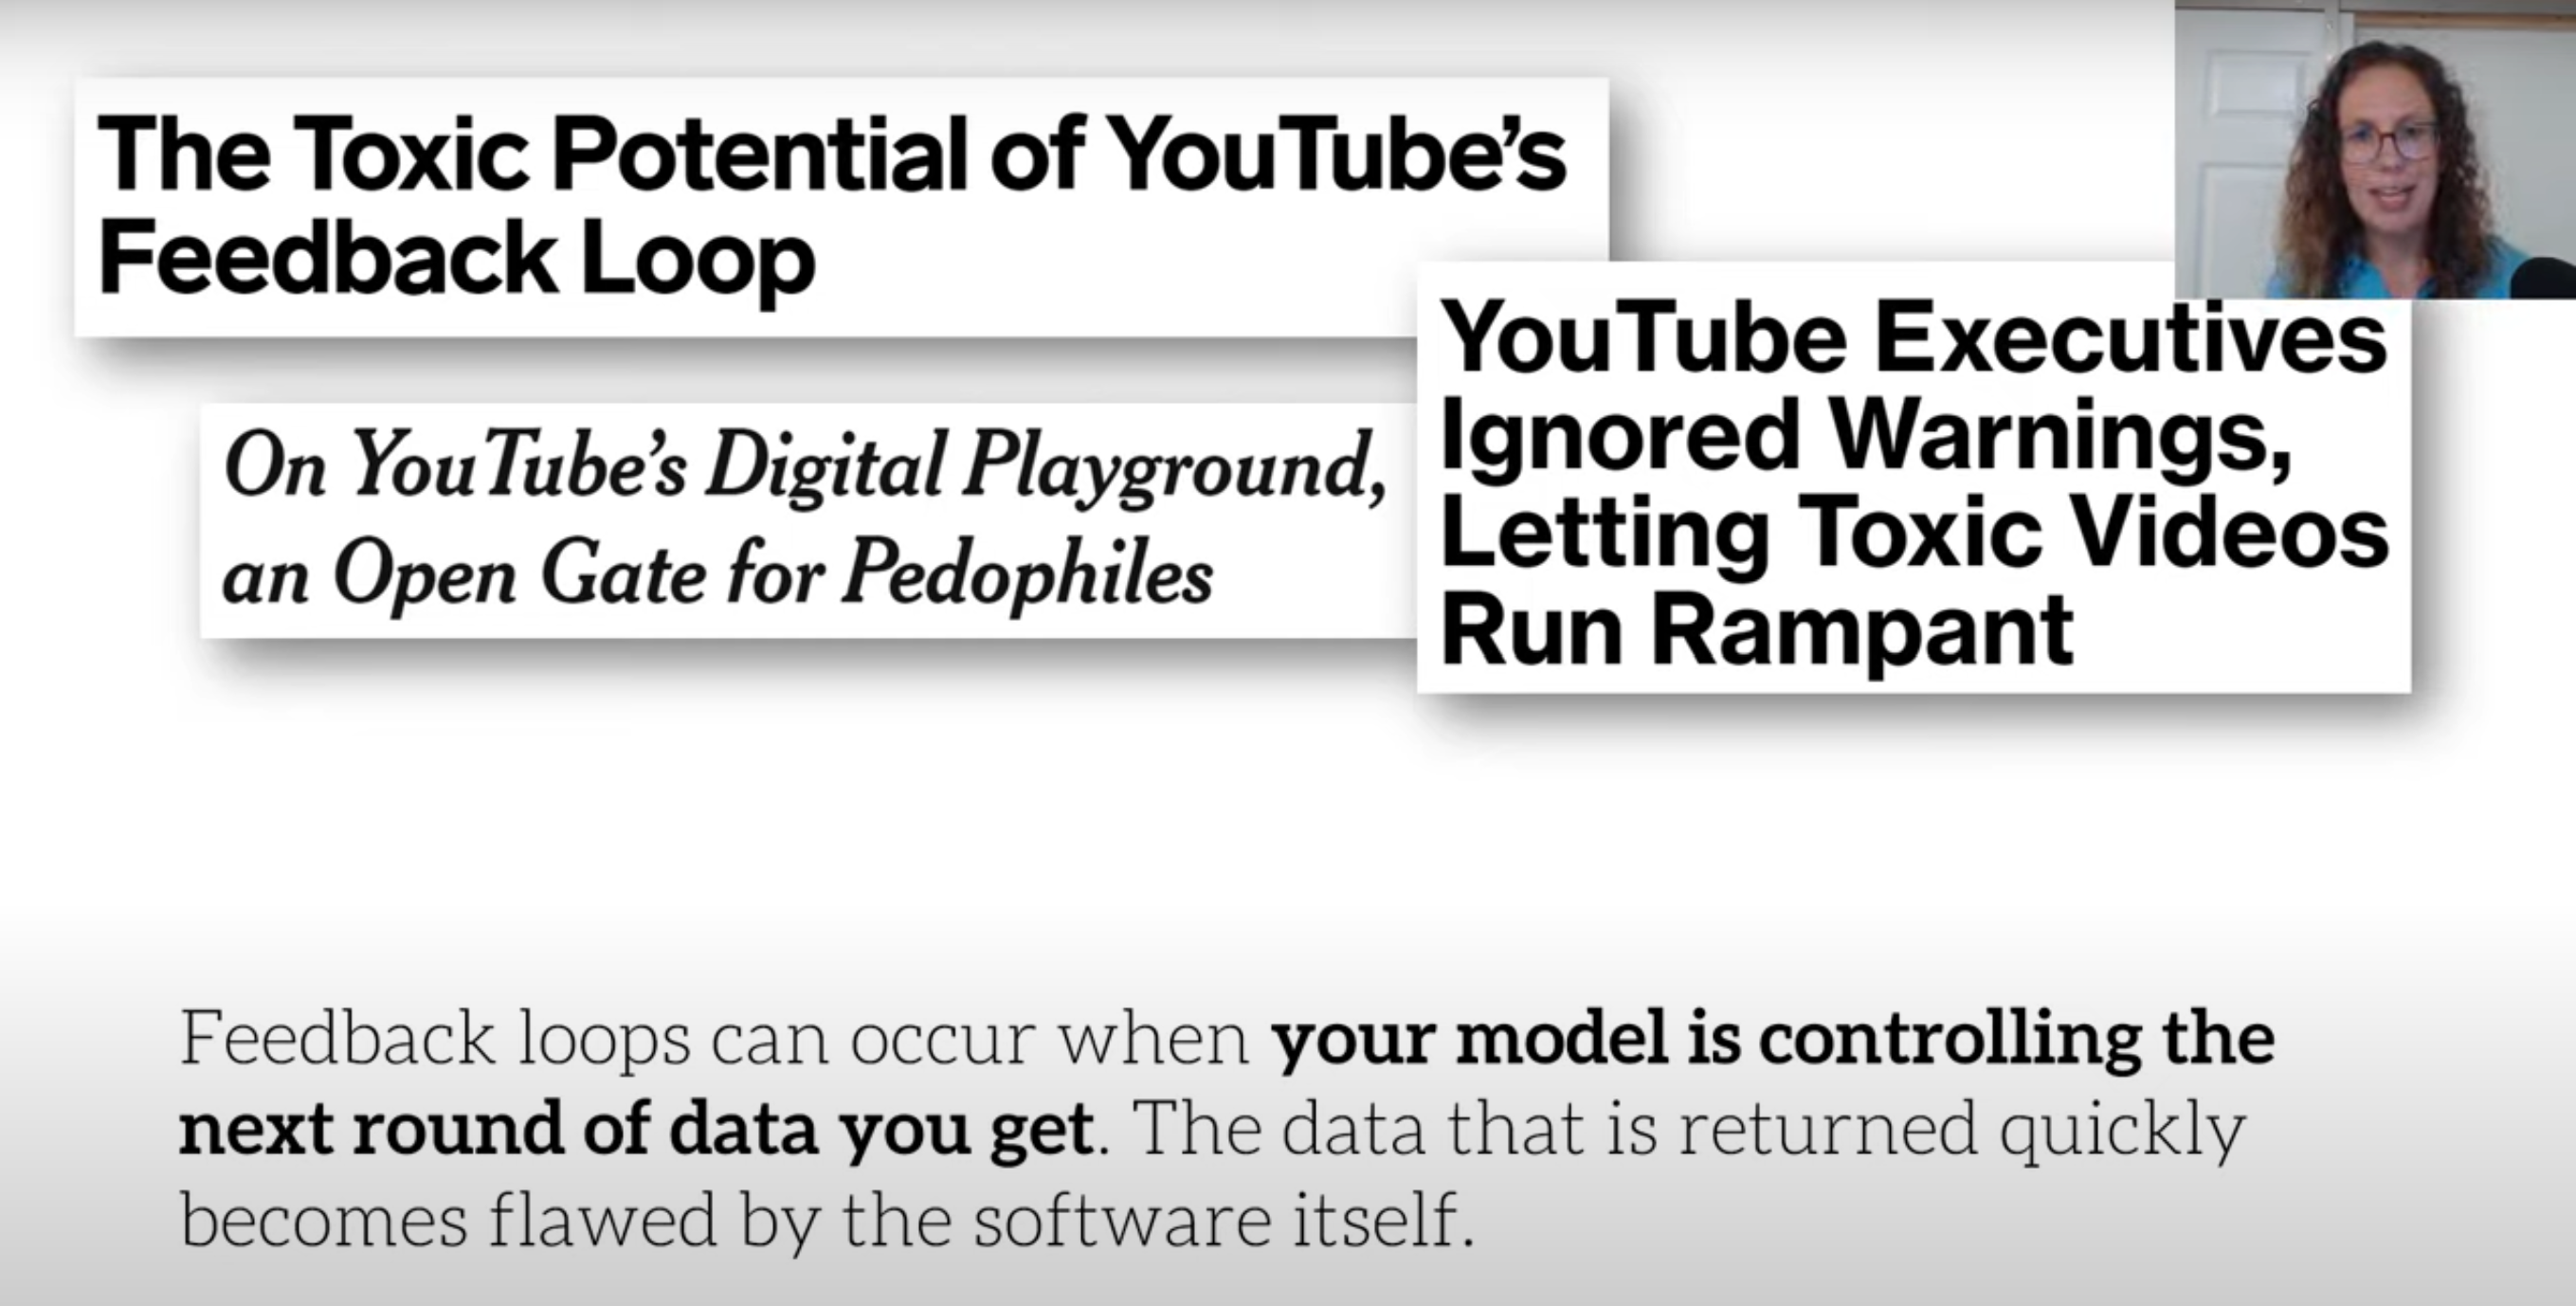 The Toxic Potential of YouTube’s
Feedback Loop
On YouTube’s Digital Playground,
an Open Gate for Pedophiles
YouTube Executives
Ignored Warnings,
Letting Toxic Videos
Run Rampant
Feedback loops can occur when your model is controlling the
next round of data you get. The data that is returned quickly
becomes flawed by the software itself.